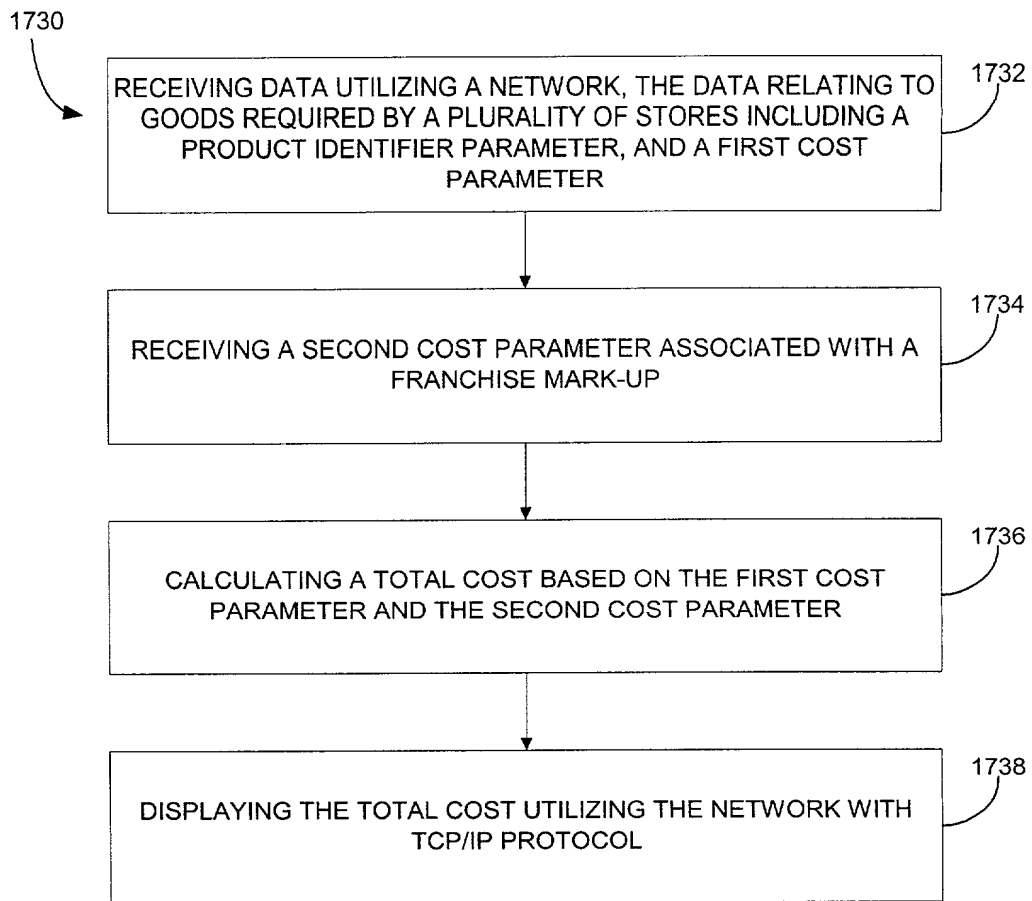 1730
RECEIVING DATA UTILIZING A NETWORK, THE DATA RELATING TO
GOODS REQUIRED BY A PLURALITY OF STORES INCLUDING A
PRODUCT IDENTIFIER PARAMETER, AND A FIRST COST
PARAMETER
1732
RECEIVING A SECOND COST PARAMETER ASSOCIATED WITH A
FRANCHISE MARK-UP
1734
CALCULATING A TOTAL COST BASED ON THE FIRST COST
PARAMETER AND THE SECOND COST PARAMETER
1736
DISPLAYING THE TOTAL COST UTILIZING THE NETWORK WITH
TCP/IP PROTOCOL
1738